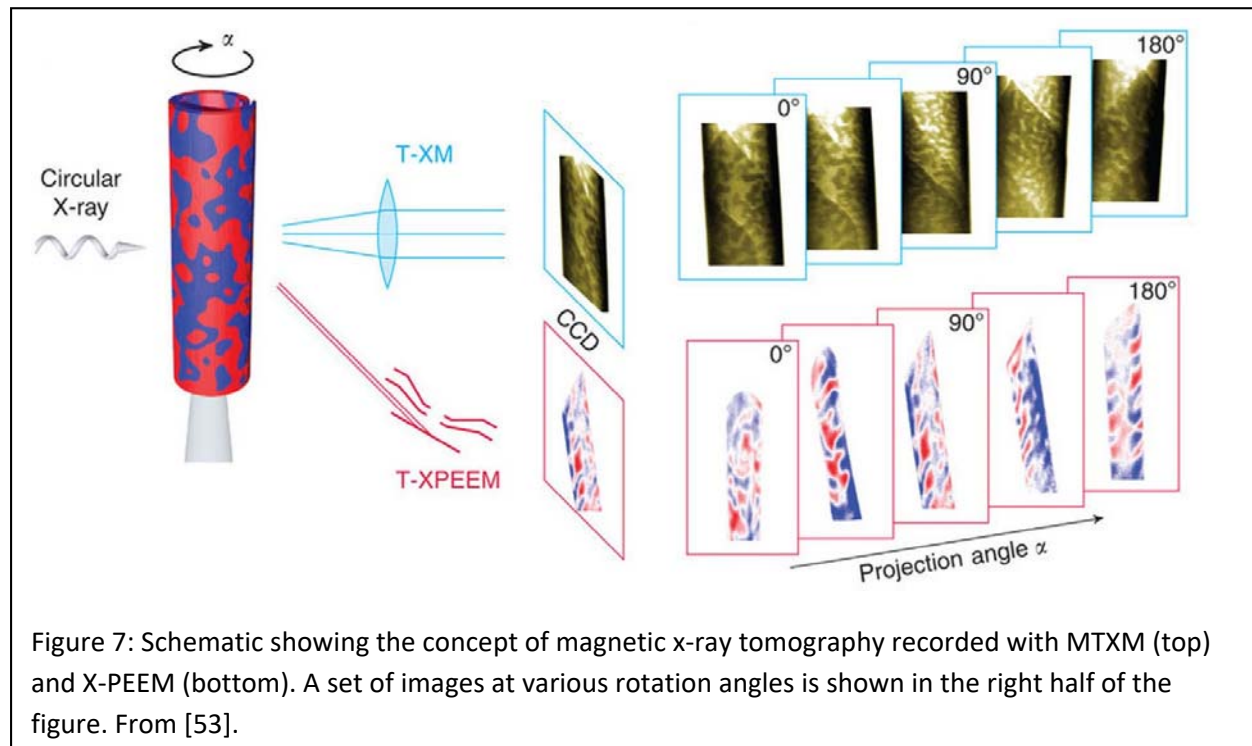 α
Circular
X-ray
T-XM
T-XPEEM
CCD
0°
90°
180°
0°
90°
180°
Projection angle α
Figure 7: Schematic showing the concept of magnetic x-ray tomography recorded with MTXM (top)
and X-PEEM (bottom). A set of images at various rotation angles is shown in the right half of the
figure. From [53].